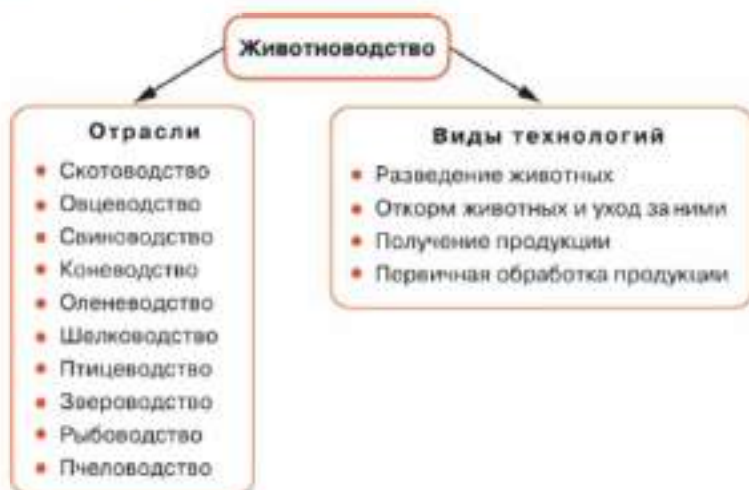 Животноводство
Отрасли
• Скотоводство
• Овцеводство
• Свиноводство
• Коневодство
• Оленеводство
• Шелководство
• Птицеводство
• Звероводство
• Рыбоводство
• Пчеловодство
Виды технологий
• Разведение животных
• Откорм животных и уход за ними
• Получение продукции
• Первичная обработка продукции